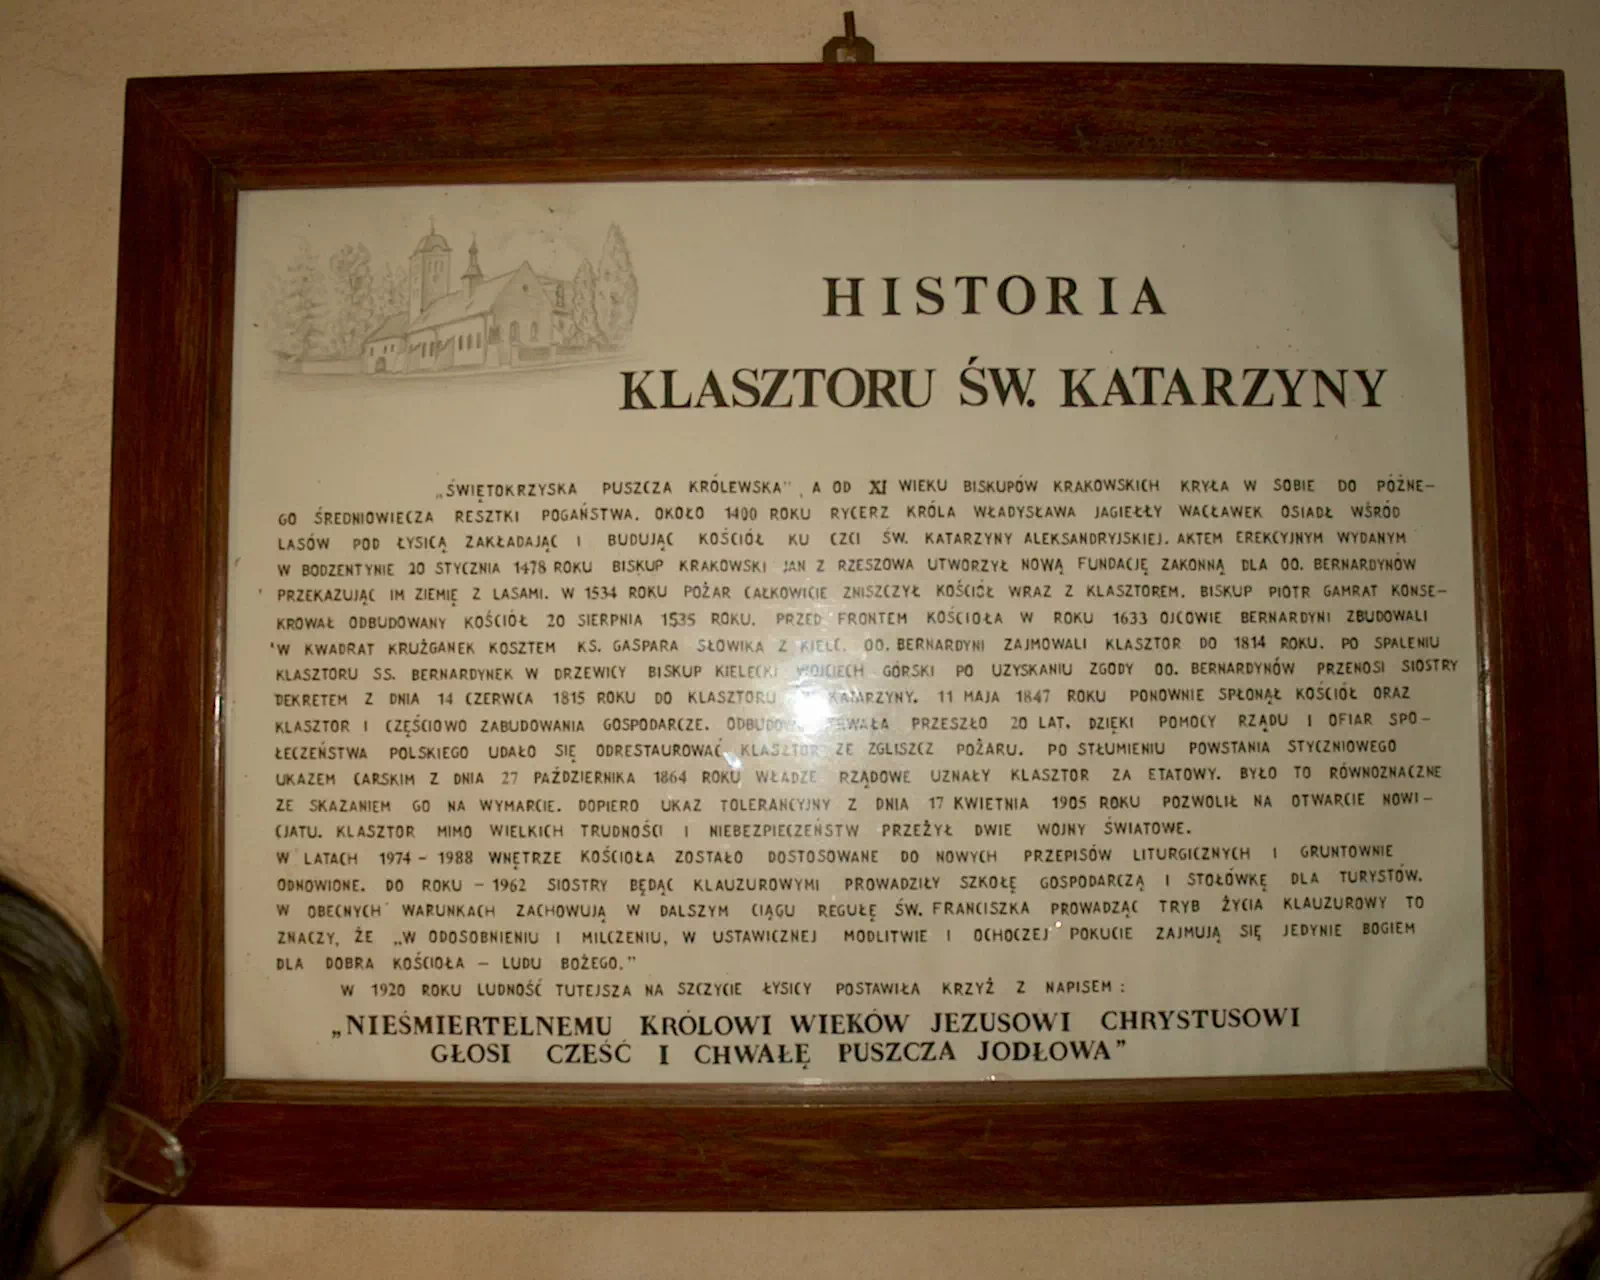 HISTORIA
KLASZTORU ŚW. KATARZYNY
„ŚWIĘTOKRZYSKA PUSZCZA KRÓLEWSKA", A OD XI WIEKU BISKUPÓW KRAKOWSKICH KRYŁA W SOBIE DO PÓŹNE-
GO ŚREDNIOWIECZA RESZTKI POGAŃSTWA. OKOŁO 1400 ROKU RYCERZ KRÓLA WŁADYSŁAWA JAGIEŁŁY WACŁAWEK OSIADŁ WŚRÓD
LASÓW POD ŁYSICĄ ZAKŁADAJĄC I BUDUJĄC KOŚCIÓŁ KU CZCI ŚW. KATARZYNY ALEKSANDRYJSKIEJ. AKTEM EREKCYJNYM WYDANYM
W BODZENTYNIE 20 STYCZNIA 1478 ROKU BISKUP KRAKOWSKI JAN Z RZESZOWA UTWORZYŁ NOWĄ FUNDACJĘ ZAKONNĄ DLA OO. BERNARDYNÓW
PRZEKAZUJĄC IM ZIEMIĘ Z LASAMI. W 1534 ROKU POŻAR CAŁKOWICIE ZNISZCZYŁ KOŚCIÓŁ WRAZ Z KLASZTOREM. BISKUP PIOTR GAMRAT KONSE-
KROWAŁ ODBUDOWANY KOŚCIÓŁ 20 SIERPNIA 1535 ROKU. PRZED FRONTEM KOŚCIOŁA W ROKU 1633 OJCOWIE BERNARDYNI ZBUDOWALI
W KWADRAT KRUŻGANEK KOSZTEM KS. GASPARA SŁOWIKA Z KIELC. OO. BERNARDYNI ZAJMOWALI KLASZTOR DO 1814 ROKU. PO SPALENIU
KLASZTORU SS. BERNARDYNEK W DRZEWICY BISKUP KIELECKI WOJCIECH GÓRSKI PO UZYSKANIU ZGODY OO. BERNARDYNÓW PRZENOSI SIOSTRY
DEKRETEM Z DNIA 14 CZERWCA 1815 ROKU DO KLASZTORU KATARZYNY. 11 MAJA 1847 ROKU PONOWNIE SPŁONĄŁ KOŚCIÓŁ ORAZ
KLASZTOR I CZĘŚCIOWO ZABUDOWANIA GOSPODARCZE. ODBUDOWA TRWAŁA PRZESZŁO 20 LAT. DZIĘKI POMOCY RZĄDU I OFIAR SPO-
ŁECZEŃSTWA POLSKIEGO UDAŁO SIĘ ODRESTAUROWAĆ KLASZTOR ZE ZGLISZCZ POŻARU. PO STŁUMIENIU POWSTANIA STYCZNIOWEGO
UKAZEM CARSKIM Z DNIA 27 PAŹDZIERNIKA 1864 ROKU WŁADZE RZĄDOWE UZNAŁY KLASZTOR ZA ETATOWY. BYŁO TO RÓWNOZNACZNE
ZE SKAZANIEM GO NA WYMARCIE. DOPIERO UKAZ TOLERANCYJNY Z DNIA 17 KWIETNIA 1905 ROKU POZWOLIŁ NA OTWARCIE NOWI-
CJATU. KLASZTOR MIMO WIELKICH TRUDNOŚCI I NIEBEZPIECZEŃSTW PRZEŻYŁ DWIE WOJNY ŚWIATOWE.
W LATACH 1974 - 1988 WNĘTRZE KOŚCIOŁA ZOSTAŁO DOSTOSOWANE DO NOWYCH PRZEPISÓW LITURGICZNYCH I GRUNTOWNIE
ODNOWIONE. DO ROKU - 1962 SIOSTRY BĘDĄC KLAUZUROWYMI PROWADZIŁY SZKOŁĘ GOSPODARCZĄ I STOŁÓWKĘ DLA TURYSTÓW.
W OBECNYCH WARUNKACH ZACHOWUJĄ W DALSZYM CIĄGU REGUŁĘ ŚW. FRANCISZKA PROWADZĄC TRYB ŻYCIA KLAUZUROWY TO
ZNACZY, ŻE „W ODOSOBNIENIU I MILCZENIU, W USTAWICZNEJ MODLITWIE I OCHOCZEJ POKUCIE ZAJMUJĄ SIĘ JEDYNIE BOGIEM
DLA DOBRA KOŚCIOŁA - LUDU BOŻEGO."
W 1920 ROKU LUDNOŚĆ TUTEJSZA NA SZCZYCIE ŁYSICY POSTAWIŁA KRZYŻ Z NAPISEM :
„NIEŚMIERTELNEMU KRÓLOWI WIEKÓW JEZUSOWI CHRYSTUSOWI
GŁOSI CZEŚĆ I CHWAŁĘ PUSZCZA JODŁOWA"